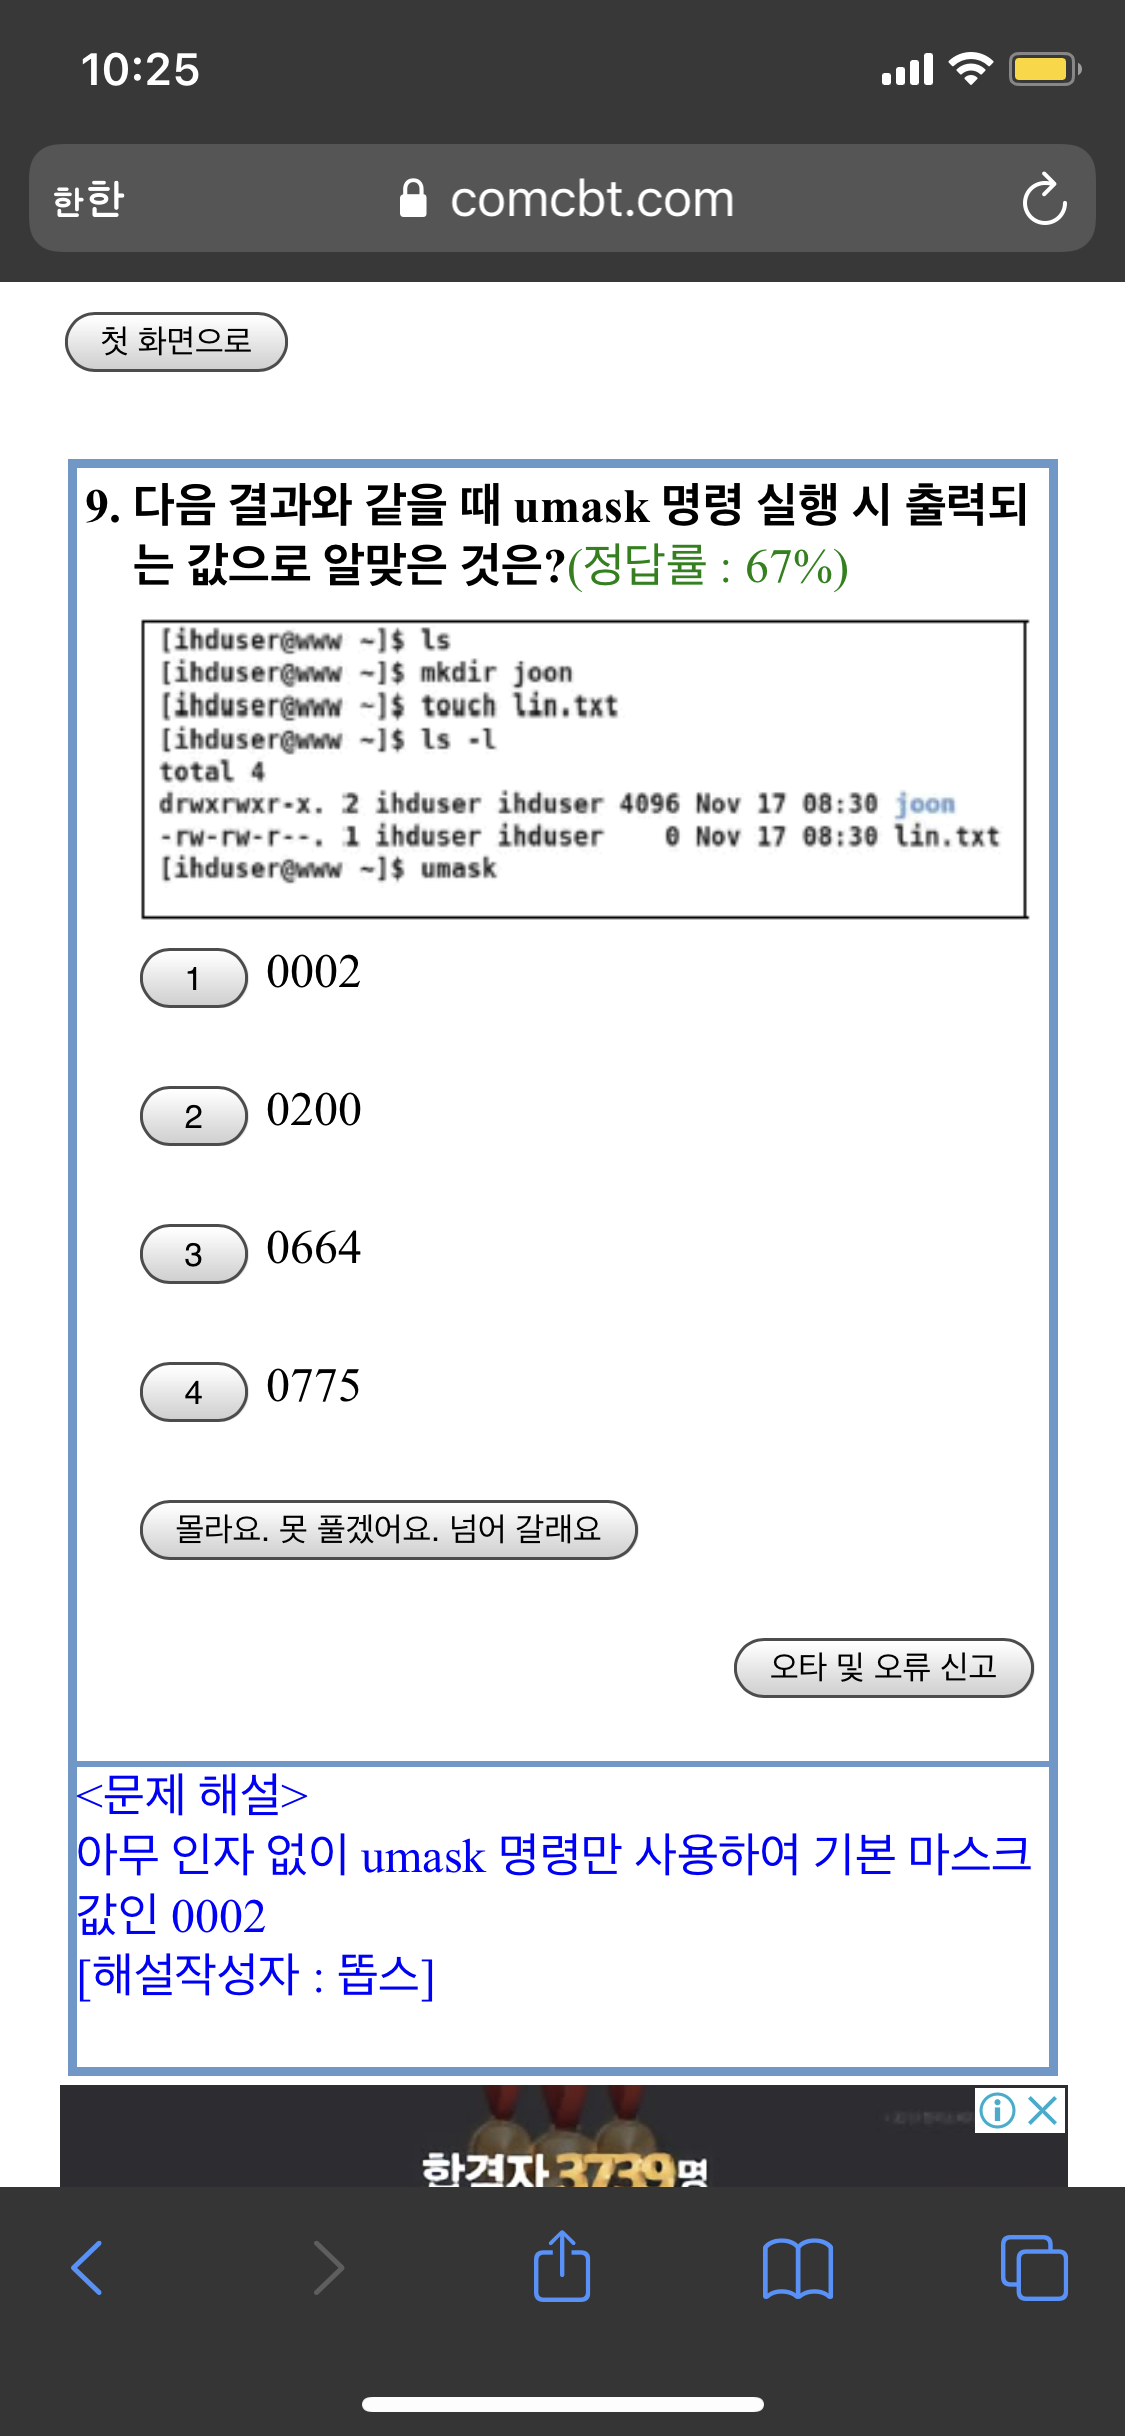 10:25
한한
comcbt.com
첫 화면으로
9. 다음 결과와 같을 때 umask 명령 실행 시 출력되
는 값으로 알맞은 것은?(정답률 : 67%)
[ihduser@www ~]$ ls
[ihduser@www ~]$ mkdir joon
[ihduser@www ~]$ touch lin.txt
[ihduser@www ~]$ ls -l
total 4
drwxrwxr-x. 2 ihduser ihduser 4096 Nov 17 08:30 joon
-rw-rw-r--. 1 ihduser ihduser    0 Nov 17 08:30 lin.txt
[ihduser@www ~]$ umask
1 0002
2 0200
3 0664
4 0775
몰라요. 못 풀겠어요. 넘어 갈래요
오타 및 오류 신고
<문제 해설>
아무 인자 없이 umask 명령만 사용하여 기본 마스크
값인 0002
[해설작성자 : 뚭스]
합격자 3739명